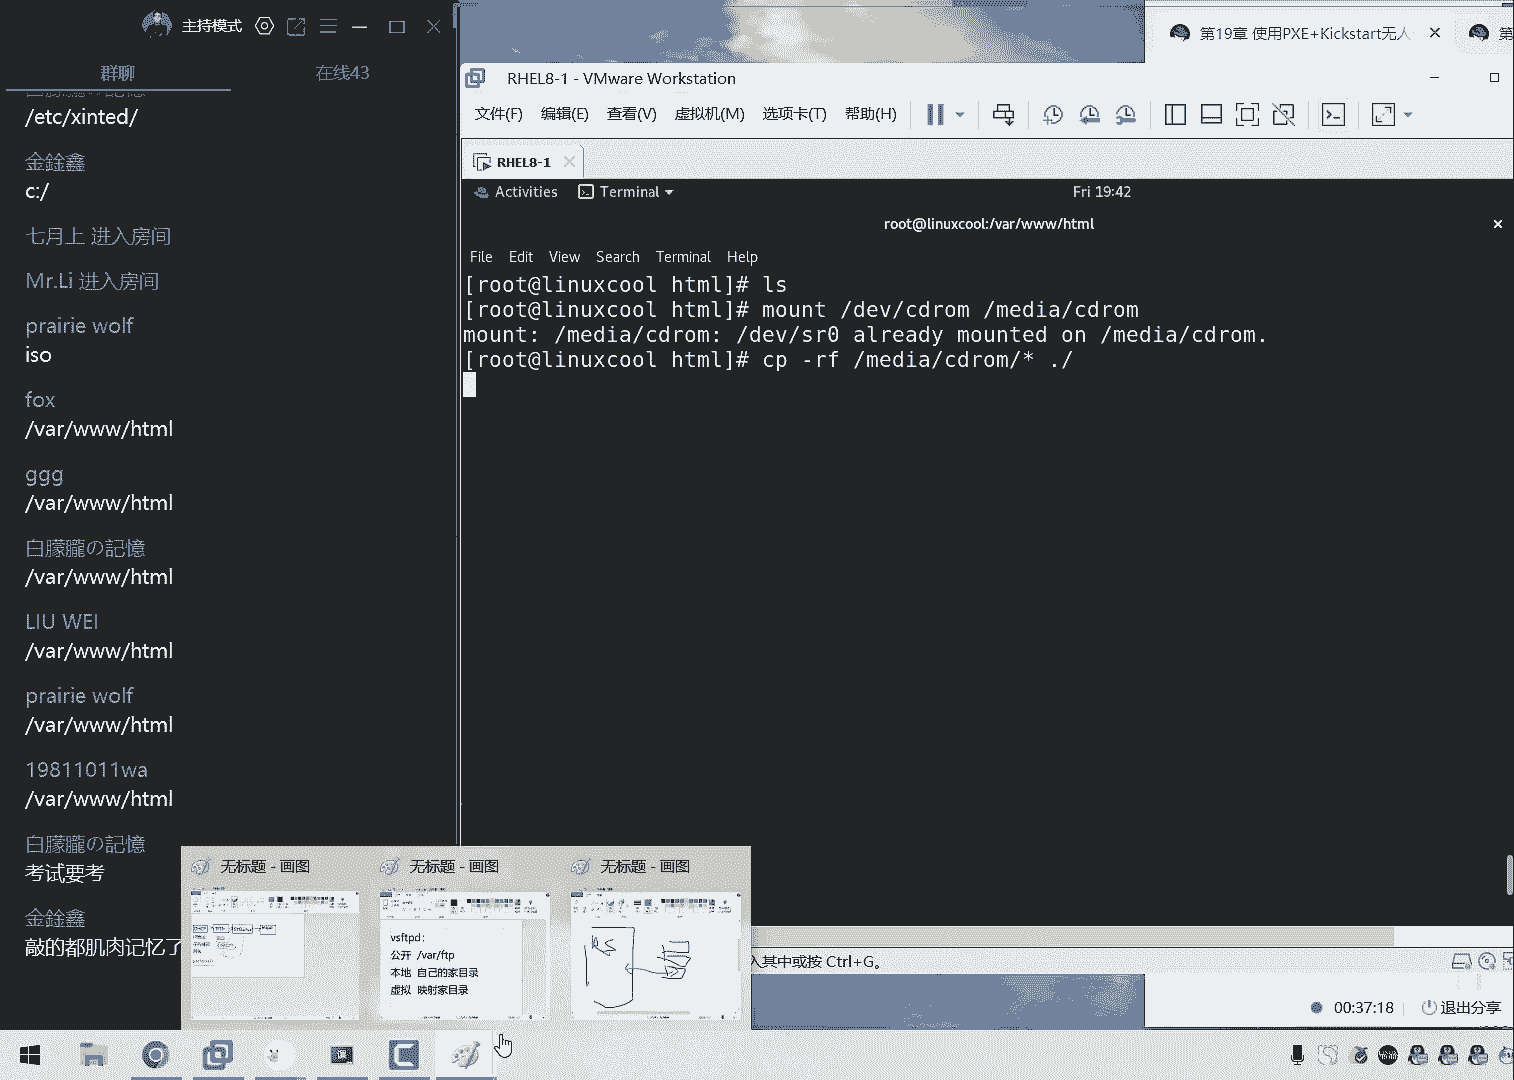 主持模式
群聊
在线43
/etc/xinted/
金銓鑫
c:/
七月上 进入房间
Mr.Li 进入房间
prairie wolf
iso
fox
/var/www/html
ggg
/var/www/html
白朦朧の記憶
/var/www/html
LIU WEI
/var/www/html
prairie wolf
/var/www/html
19811011wa
/var/www/html
白朦朧の記憶
考试要考
金銓鑫
敲的都肌肉记忆了
第19章 使用PXE+Kickstart无人
第
RHEL8-1 - VMware Workstation
文件(F) 编辑(E) 查看(V) 虚拟机(M) 选项卡(T) 帮助(H)
RHEL8-1
Activities Terminal Fri 19:42
root@linuxcool:/var/www/html
File Edit View Search Terminal Help
[root@linuxcool html]# ls
[root@linuxcool html]# mount /dev/cdrom /media/cdrom
mount: /media/cdrom: /dev/sr0 already mounted on /media/cdrom.
[root@linuxcool html]# cp -rf /media/cdrom/* ./
无标题 - 画图 无标题 - 画图 无标题 - 画图
vsftpd:
公开 /var/ftp
本地 自己的家目录
虚拟 映射家目录
入其中或按 Ctrl+G。
00:37:18 退出分享